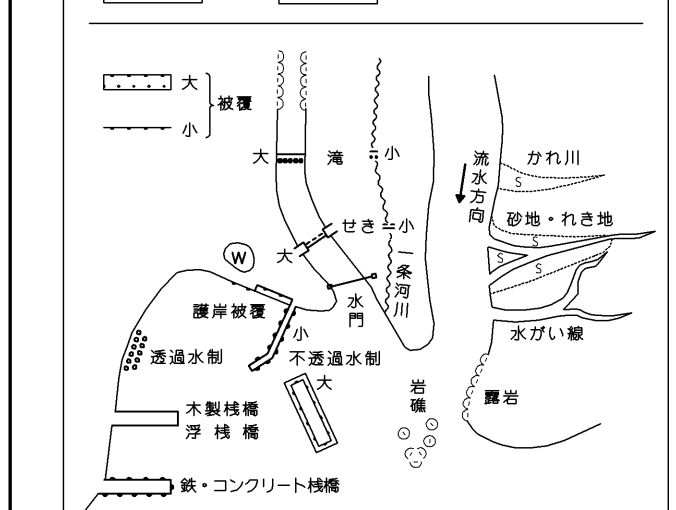 大
被覆
小
大
滝
小
流水方向
かれ川
S
砂地・れき地
S
S
S
せき
小
大
一条河川
W
護岸被覆
水門
小
水がい線
透過水制
不透過水制
大
岩礁
露岩
木製桟橋
浮桟橋
鉄・コンクリート桟橋